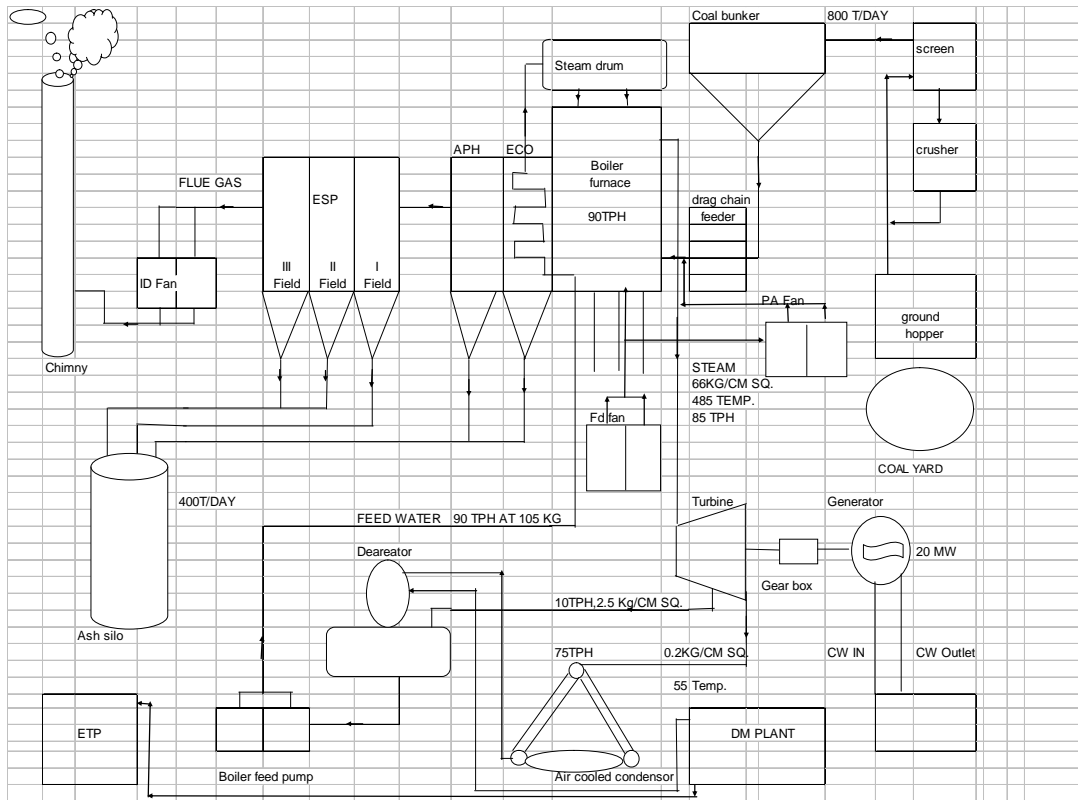 Coal bunker
800 T/DAY
screen
Steam drum
crusher
APH
ECO
Boiler
furnace
90TPH
FLUE GAS
ESP
drag chain
feeder
III
Field
II
Field
I
Field
ID Fan
PA Fan
ground
hopper
Chimny
STEAM
66KG/CM SQ.
485 TEMP.
85 TPH
Fd fan
COAL YARD
400T/DAY
Turbine
Generator
FEED WATER
90 TPH AT 105 KG
20 MW
Deareator
Gear box
10TPH,2.5 Kg/CM SQ.
Ash silo
75TPH
0.2KG/CM SQ.
CW IN
CW Outlet
55 Temp.
ETP
DM PLANT
Boiler feed pump
Air cooled condensor